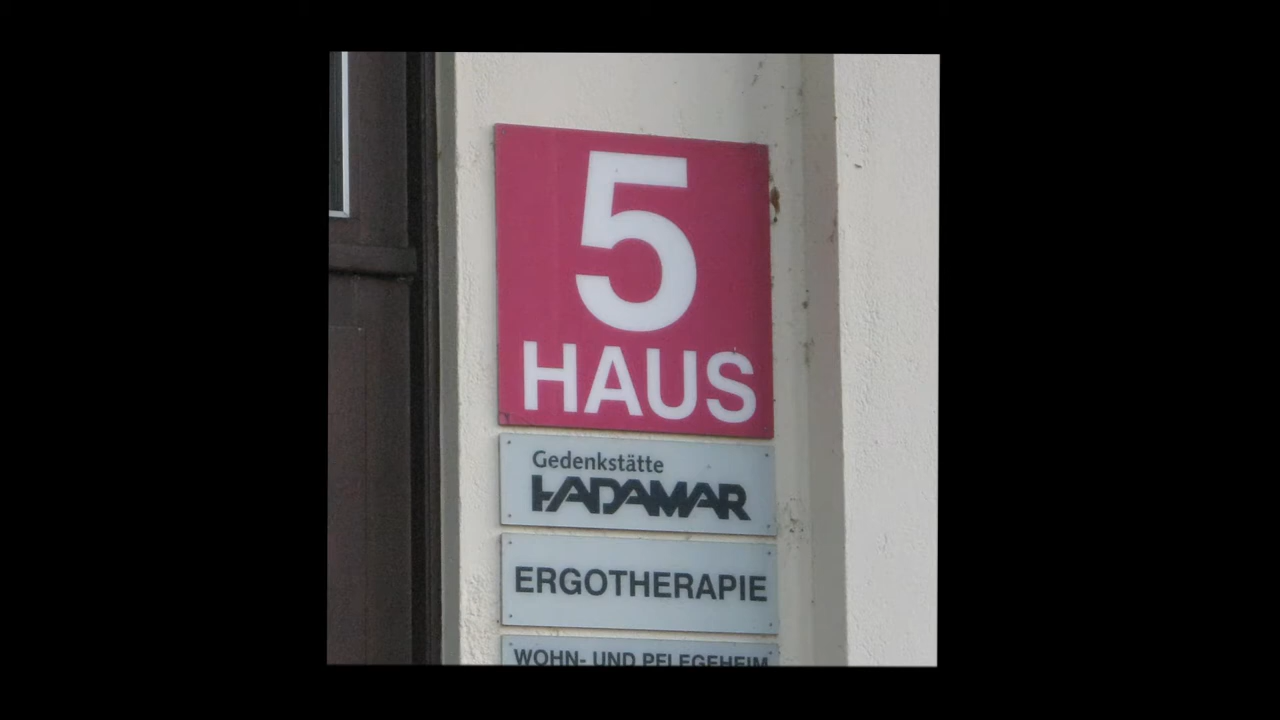 5
HAUS
Gedenkstätte
HADAMAR
ERGOTHERAPIE
WOHN- UND PFLEGEHEIM